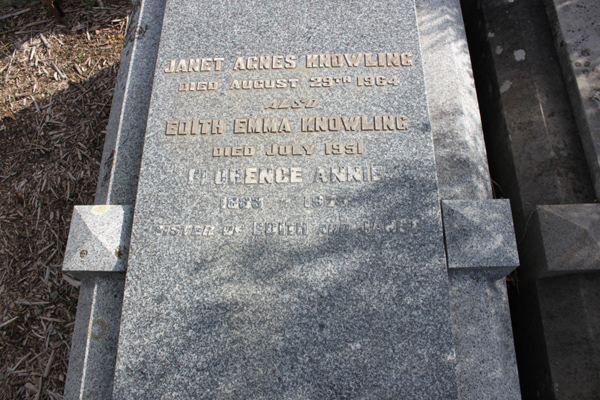 JANET AGNES KNOWLING
DIED AUGUST 29TH 1964
ALSO
EDITH EMMA KNOWLING
DIED JULY 1951
FLORENCE ANNIE
SISTER OF EDITH AND JANET